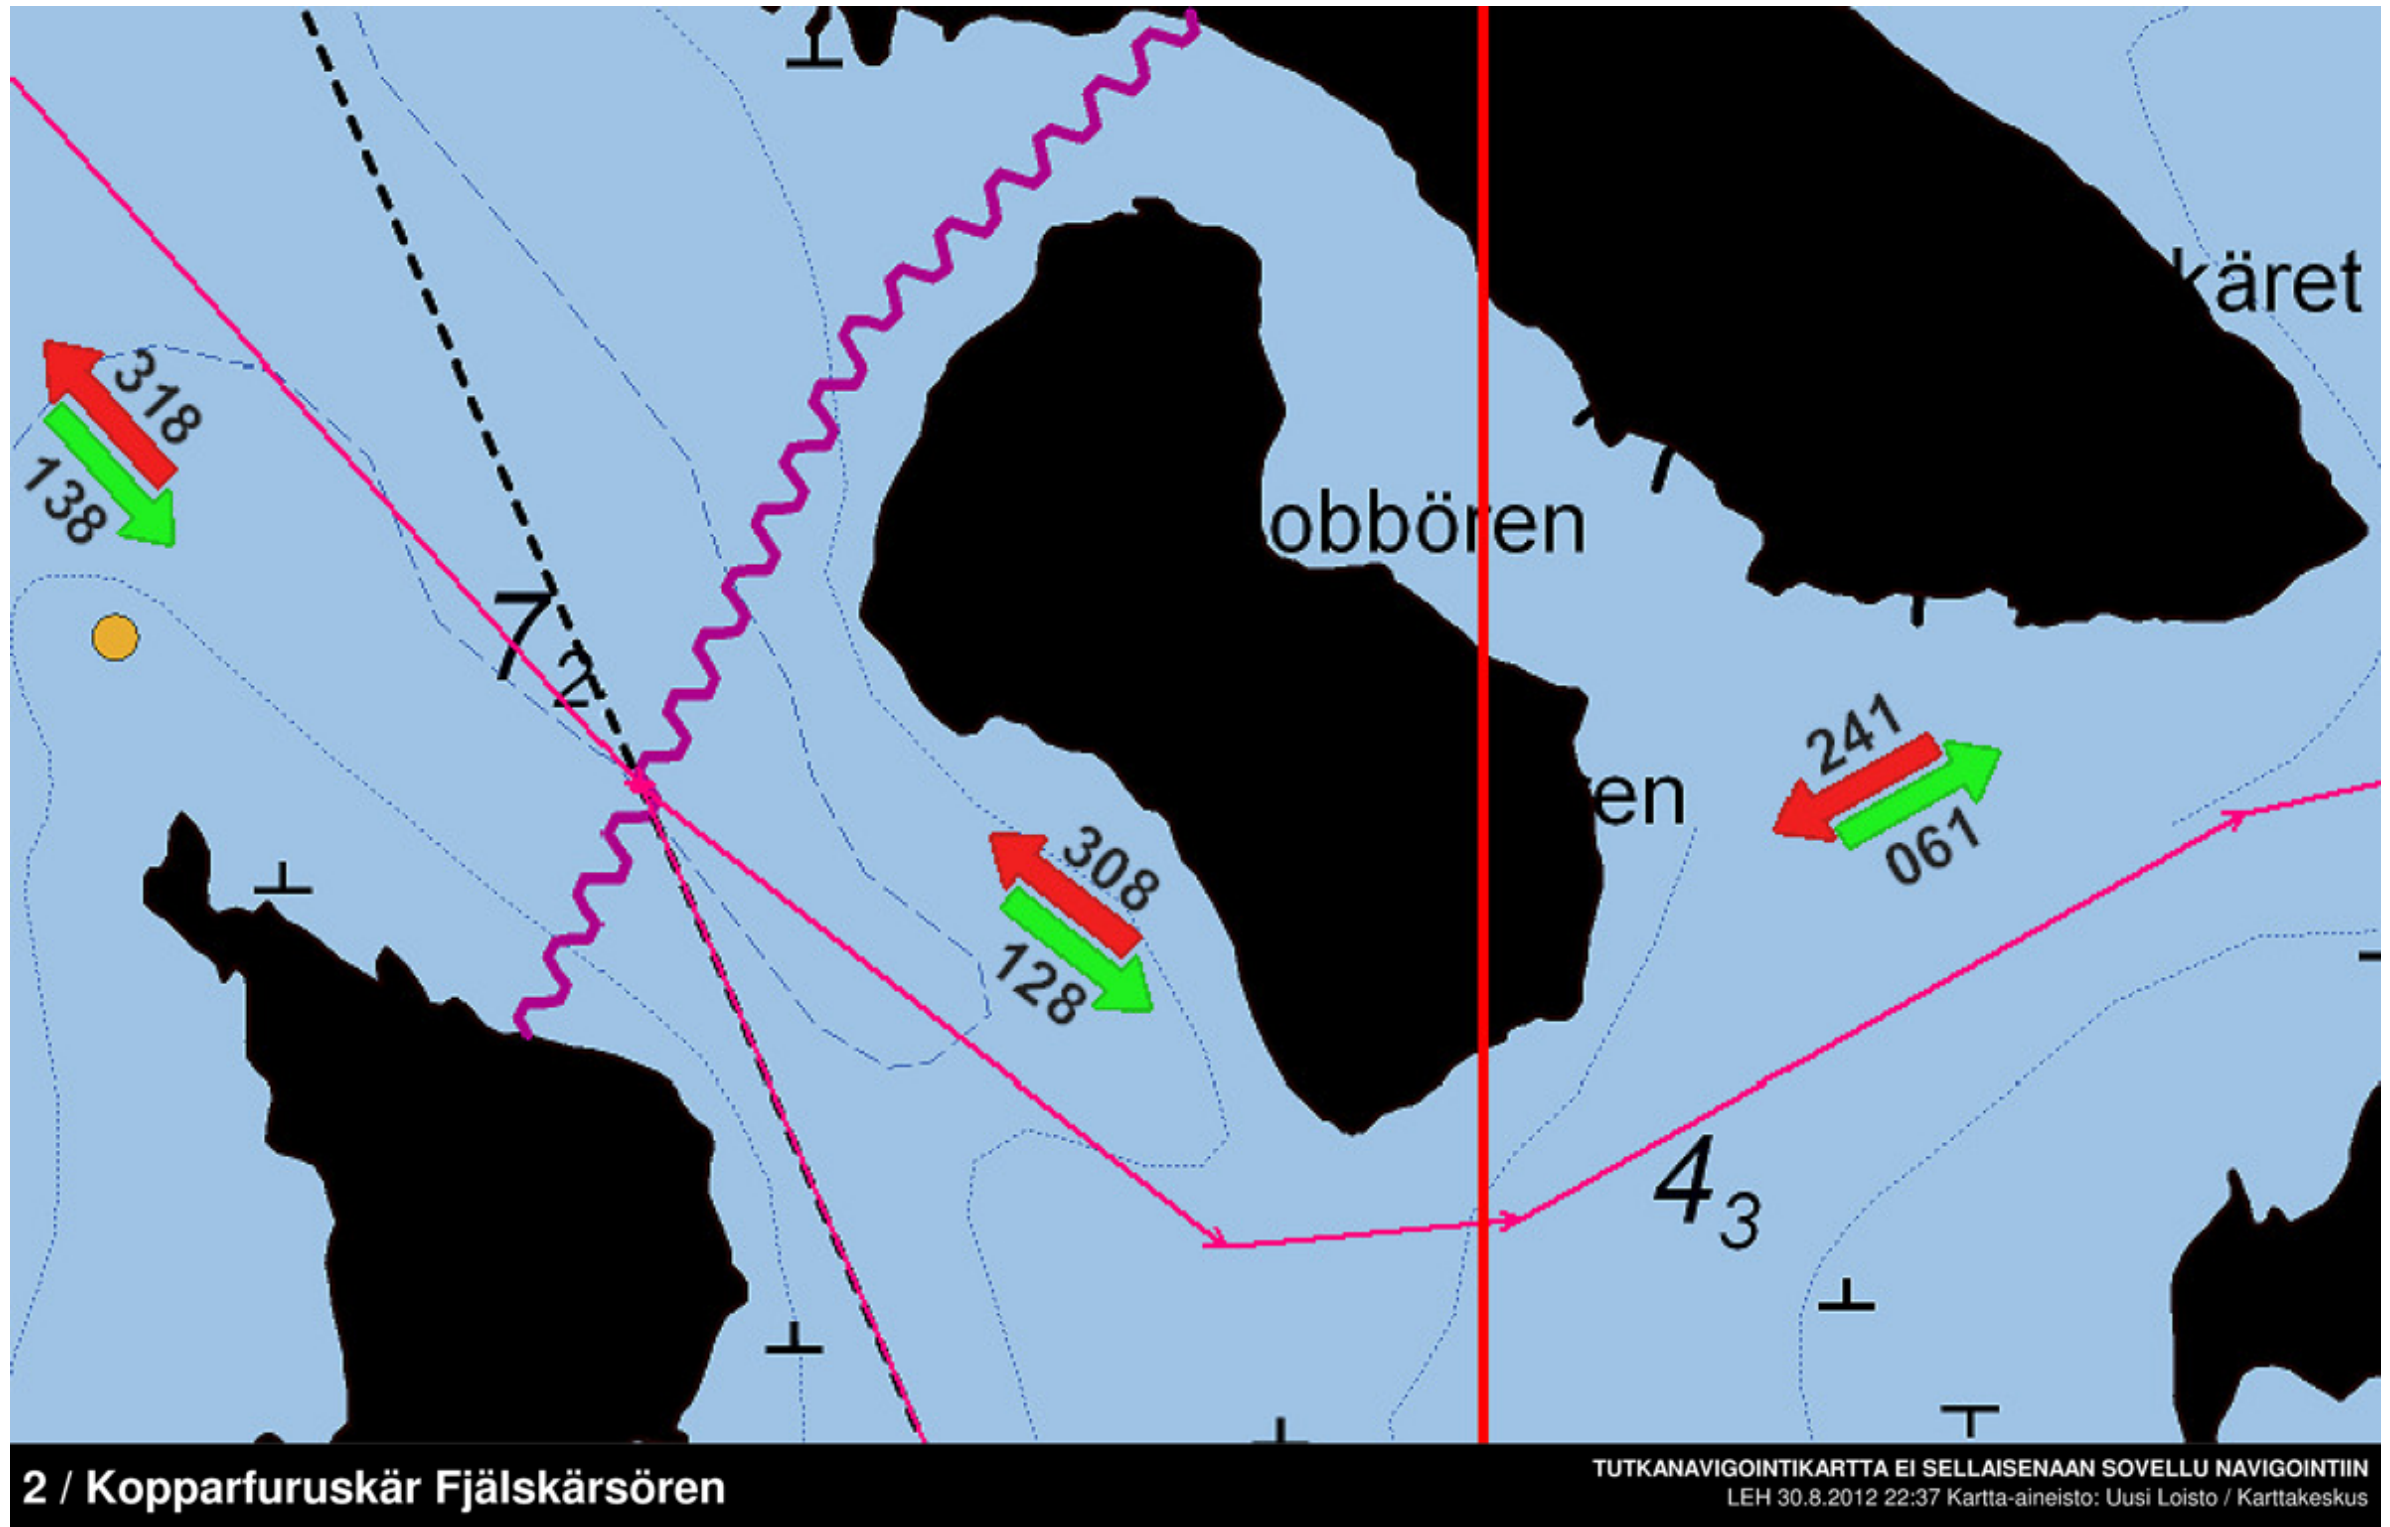 käret
318
138
obbören
7
2
241
en
061
308
128
4
3
2 / Kopparfuruskär Fjälskärsören
TUTKANAVIGOINTIKARTTA EI SELLAISENAAN SOVELLU NAVIGOINTIIN
LEH 30.8.2012 22:37 Kartta-aineisto: Uusi Loisto / Karttakeskus